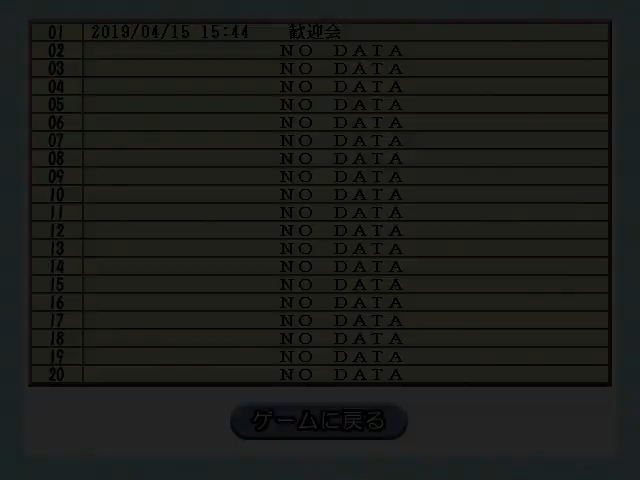 01 2019/04/15 15:44 歓迎会
02 ＮＯ ＤＡＴＡ
03 ＮＯ ＤＡＴＡ
04 ＮＯ ＤＡＴＡ
05 ＮＯ ＤＡＴＡ
06 ＮＯ ＤＡＴＡ
07 ＮＯ ＤＡＴＡ
08 ＮＯ ＤＡＴＡ
09 ＮＯ ＤＡＴＡ
10 ＮＯ ＤＡＴＡ
11 ＮＯ ＤＡＴＡ
12 ＮＯ ＤＡＴＡ
13 ＮＯ ＤＡＴＡ
14 ＮＯ ＤＡＴＡ
15 ＮＯ ＤＡＴＡ
16 ＮＯ ＤＡＴＡ
17 ＮＯ ＤＡＴＡ
18 ＮＯ ＤＡＴＡ
19 ＮＯ ＤＡＴＡ
20 ＮＯ ＤＡＴＡ
ゲームに戻る